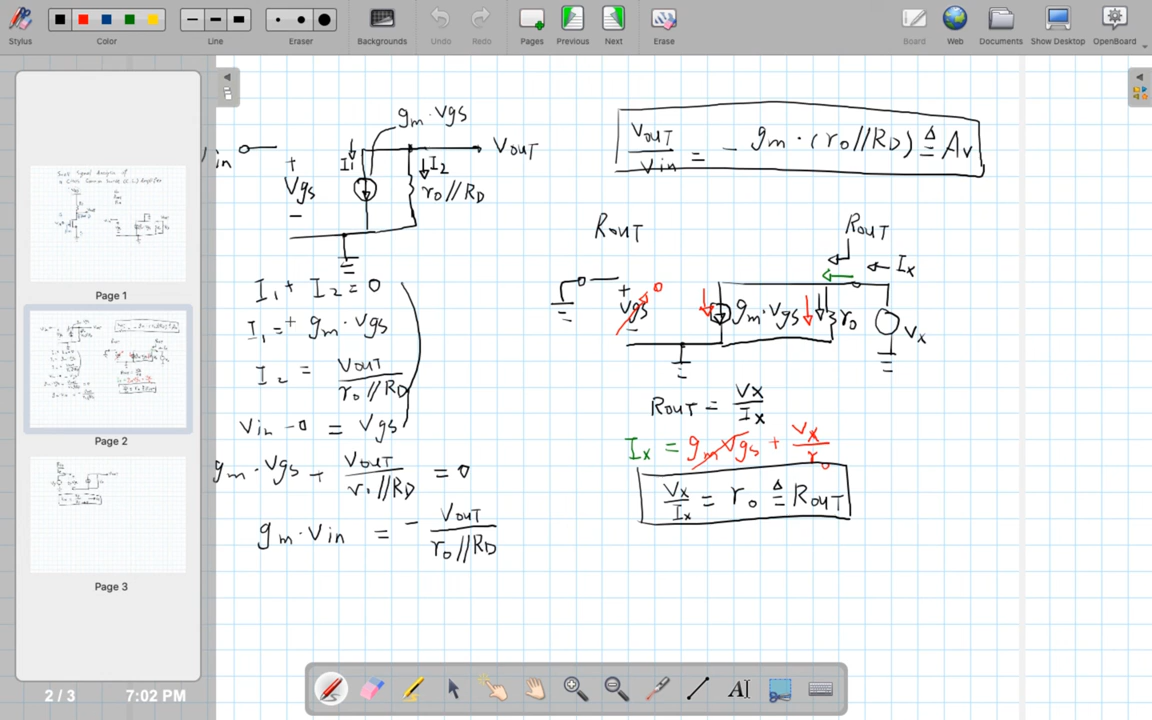 Stylus
Color
Line
Eraser
Backgrounds
Undo
Redo
Pages
Previous
Next
Erase
Board
Web
Documents
Show Desktop
OpenBoard
Page 1
Page 2
Page 3
2 / 3 7:02 PM
in
+
Vgs
-
gm · Vgs
I1
I2
VOUT
ro // RD
I1 + I2 = 0
I1 = + gm · Vgs
I2 = VOUT / ro // RD
Vin - 0 = Vgs
gm · Vgs + VOUT / ro // RD = 0
gm · Vin = - VOUT / ro // RD
VOUT / Vin = - gm · (ro // RD) ≜ Av
ROUT
ROUT
Ix
+
Vgs
-
0
gm · Vgs
ro
Vx
ROUT = Vx / Ix
Ix = gm Vgs + Vx / ro
Vx / Ix = ro ≜ ROUT